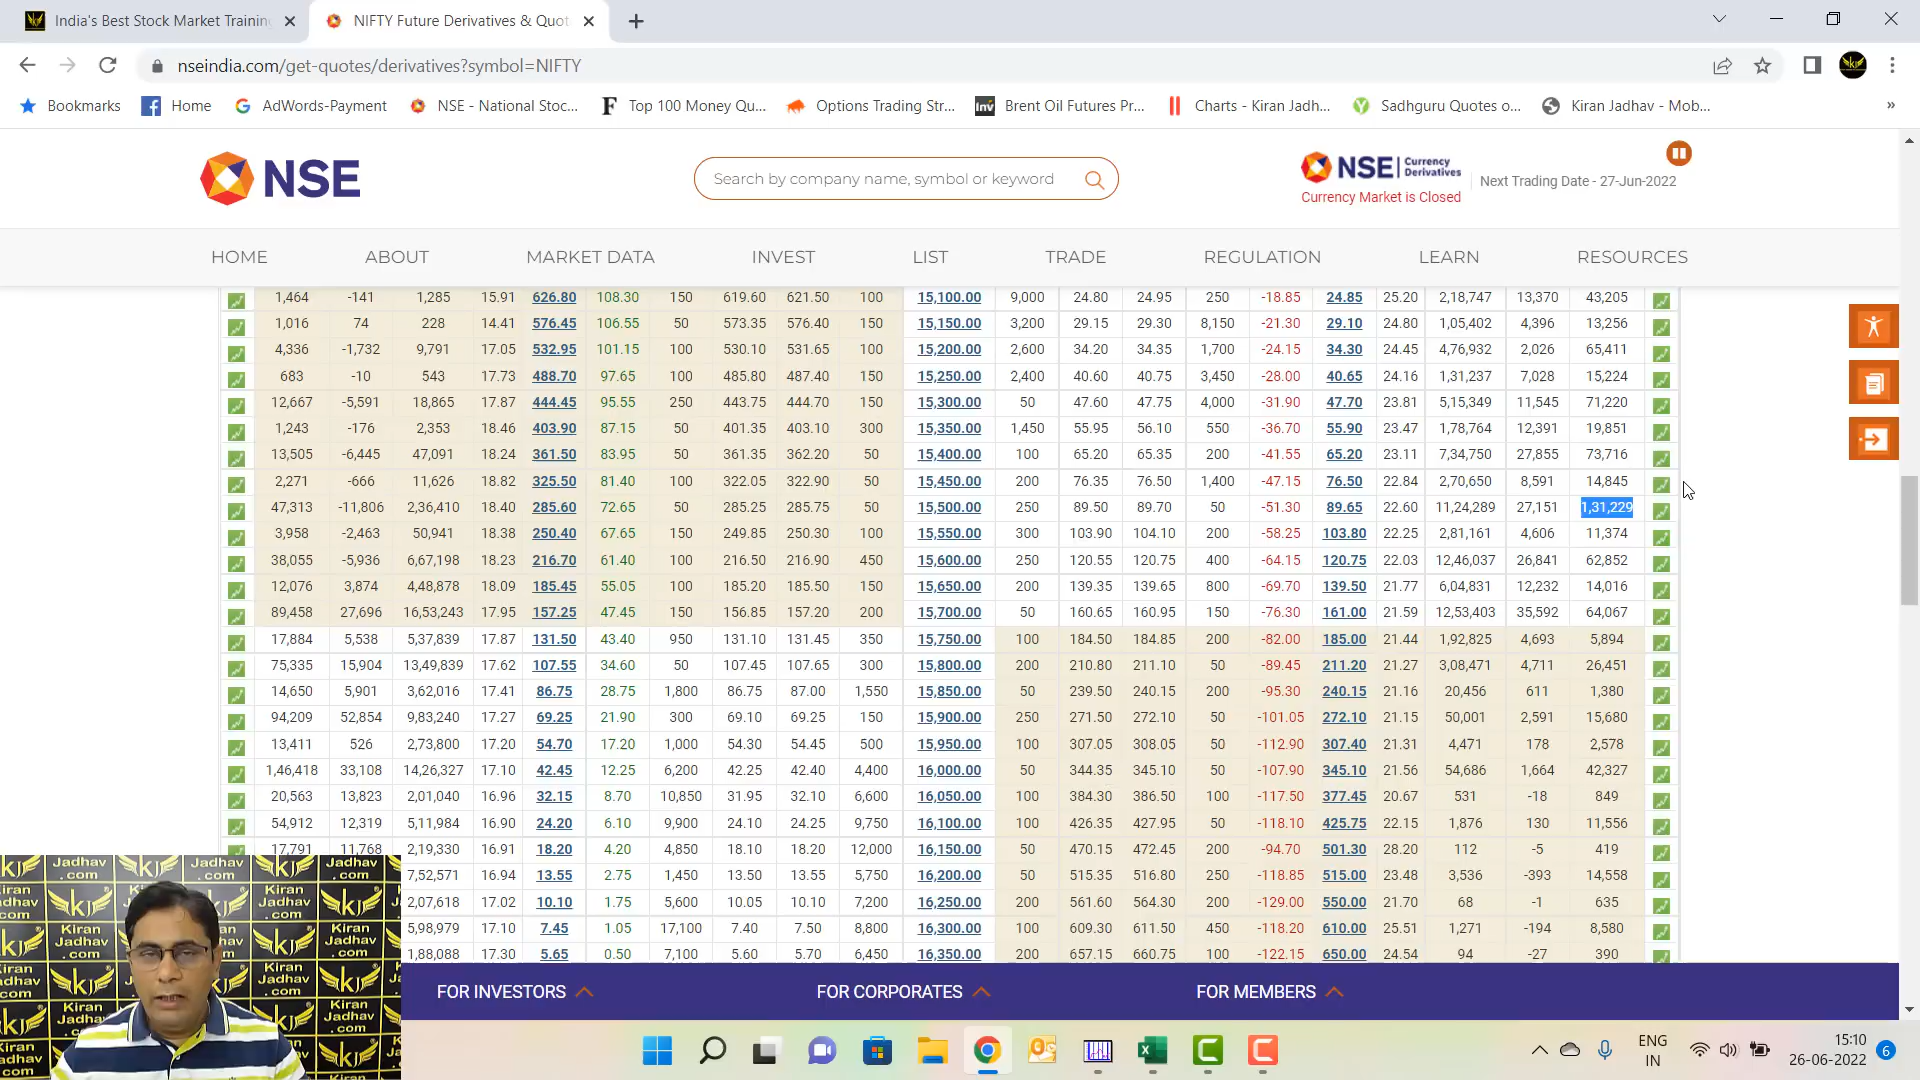 India's Best Stock Market Training
NIFTY Future Derivatives & Quot
nseindia.com/get-quotes/derivatives?symbol=NIFTY
Bookmarks Home AdWords-Payment NSE - National Stoc... Top 100 Money Qu... Options Trading Str... Brent Oil Futures Pr... Charts - Kiran Jadh... Sadhguru Quotes o... Kiran Jadhav - Mob... »
NSE
Search by company name, symbol or keyword
NSE Currency Derivatives
Currency Market is Closed
Next Trading Date - 27-Jun-2022
HOME ABOUT MARKET DATA INVEST LIST TRADE REGULATION LEARN RESOURCES
1,464 -141 1,285 15.91 626.80 108.30 150 619.60 621.50 100 15,100.00 9,000 24.80 24.95 250 -18.85 24.85 25.20 2,18,747 13,370 43,205
1,016 74 228 14.41 576.45 106.55 50 573.35 576.40 150 15,150.00 3,200 29.15 29.30 8,150 -21.30 29.10 24.80 1,05,402 4,396 13,256
4,336 -1,732 9,791 17.05 532.95 101.15 100 530.10 531.65 100 15,200.00 2,600 34.20 34.35 1,700 -24.15 34.30 24.45 4,76,932 2,026 65,411
683 -10 543 17.73 488.70 97.65 100 485.80 487.40 150 15,250.00 2,400 40.60 40.75 3,450 -28.00 40.65 24.16 1,31,237 7,028 15,224
12,667 -5,591 18,865 17.87 444.45 95.55 250 443.75 444.70 150 15,300.00 50 47.60 47.75 4,000 -31.90 47.70 23.81 5,15,349 11,545 71,220
1,243 -176 2,353 18.46 403.90 87.15 50 401.35 403.10 300 15,350.00 1,450 55.95 56.10 550 -36.70 55.90 23.47 1,78,764 12,391 19,851
13,505 -6,445 47,091 18.24 361.50 83.95 50 361.35 362.20 50 15,400.00 100 65.20 65.35 200 -41.55 65.20 23.11 7,34,750 27,855 73,716
2,271 -666 11,626 18.82 325.50 81.40 100 322.05 322.90 50 15,450.00 200 76.35 76.50 1,400 -47.15 76.50 22.84 2,70,650 8,591 14,845
47,313 -11,806 2,36,410 18.40 285.60 72.65 50 285.25 285.75 50 15,500.00 250 89.50 89.70 50 -51.30 89.65 22.60 11,24,289 27,151 1,31,229
3,958 -2,463 50,941 18.38 250.40 67.65 150 249.85 250.30 100 15,550.00 300 103.90 104.10 200 -58.25 103.80 22.25 2,81,161 4,606 11,374
38,055 -5,936 6,67,198 18.23 216.70 61.40 100 216.50 216.90 450 15,600.00 250 120.55 120.75 400 -64.15 120.75 22.03 12,46,037 26,841 62,852
12,076 3,874 4,48,878 18.09 185.45 55.05 100 185.20 185.50 150 15,650.00 200 139.35 139.65 800 -69.70 139.50 21.77 6,04,831 12,232 14,016
89,458 27,696 16,53,243 17.95 157.25 47.45 150 156.85 157.20 200 15,700.00 50 160.65 160.95 150 -76.30 161.00 21.59 12,53,403 35,592 64,067
17,884 5,538 5,37,839 17.87 131.50 43.40 950 131.10 131.45 350 15,750.00 100 184.50 184.85 200 -82.00 185.00 21.44 1,92,825 4,693 5,894
75,335 15,904 13,49,839 17.62 107.55 34.60 50 107.45 107.65 300 15,800.00 200 210.80 211.10 50 -89.45 211.20 21.27 3,08,471 4,711 26,451
14,650 5,901 3,62,016 17.41 86.75 28.75 1,800 86.75 87.00 1,550 15,850.00 50 239.50 240.15 200 -95.30 240.15 21.16 20,456 611 1,380
94,209 52,854 9,83,240 17.27 69.25 21.90 300 69.10 69.25 150 15,900.00 250 271.50 272.10 50 -101.05 272.10 21.15 50,001 2,591 15,680
13,411 526 2,73,800 17.20 54.70 17.20 1,000 54.30 54.45 500 15,950.00 100 307.05 308.05 50 -112.90 307.40 21.31 4,471 178 2,578
1,46,418 33,108 14,26,327 17.10 42.45 12.25 6,200 42.25 42.40 4,400 16,000.00 50 344.35 345.10 50 -107.90 345.10 21.56 54,686 1,664 42,327
20,563 13,823 2,01,040 16.96 32.15 8.70 10,850 31.95 32.10 6,600 16,050.00 100 384.30 386.50 100 -117.50 377.45 20.67 531 -18 849
54,912 12,319 5,11,984 16.90 24.20 6.10 9,900 24.10 24.25 9,750 16,100.00 100 426.35 427.95 50 -118.10 425.75 22.15 1,876 130 11,556
17,791 11,768 2,19,330 16.91 18.20 4.20 4,850 18.10 18.20 12,000 16,150.00 50 470.15 472.45 200 -94.70 501.30 28.20 112 -5 419
7,52,571 16.94 13.55 2.75 1,450 13.50 13.55 5,750 16,200.00 50 515.35 516.80 250 -118.85 515.00 23.48 3,536 -393 14,558
2,07,618 17.02 10.10 1.75 5,600 10.05 10.10 7,200 16,250.00 200 561.60 564.30 200 -129.00 550.00 21.70 68 -1 635
5,98,979 17.10 7.45 1.05 17,100 7.40 7.50 8,800 16,300.00 100 609.30 611.50 450 -118.20 610.00 25.51 1,271 -194 8,580
1,88,088 17.30 5.65 0.50 7,100 5.60 5.70 6,450 16,350.00 200 657.15 660.75 100 -122.15 650.00 24.54 94 -27 390
Jadhav .com Jadhav .com Jadhav .com Jadhav .com
Kiran Jadhav .com Kiran Jadhav .com
FOR INVESTORS FOR CORPORATES FOR MEMBERS
ENG
IN
15:10
26-06-2022
6